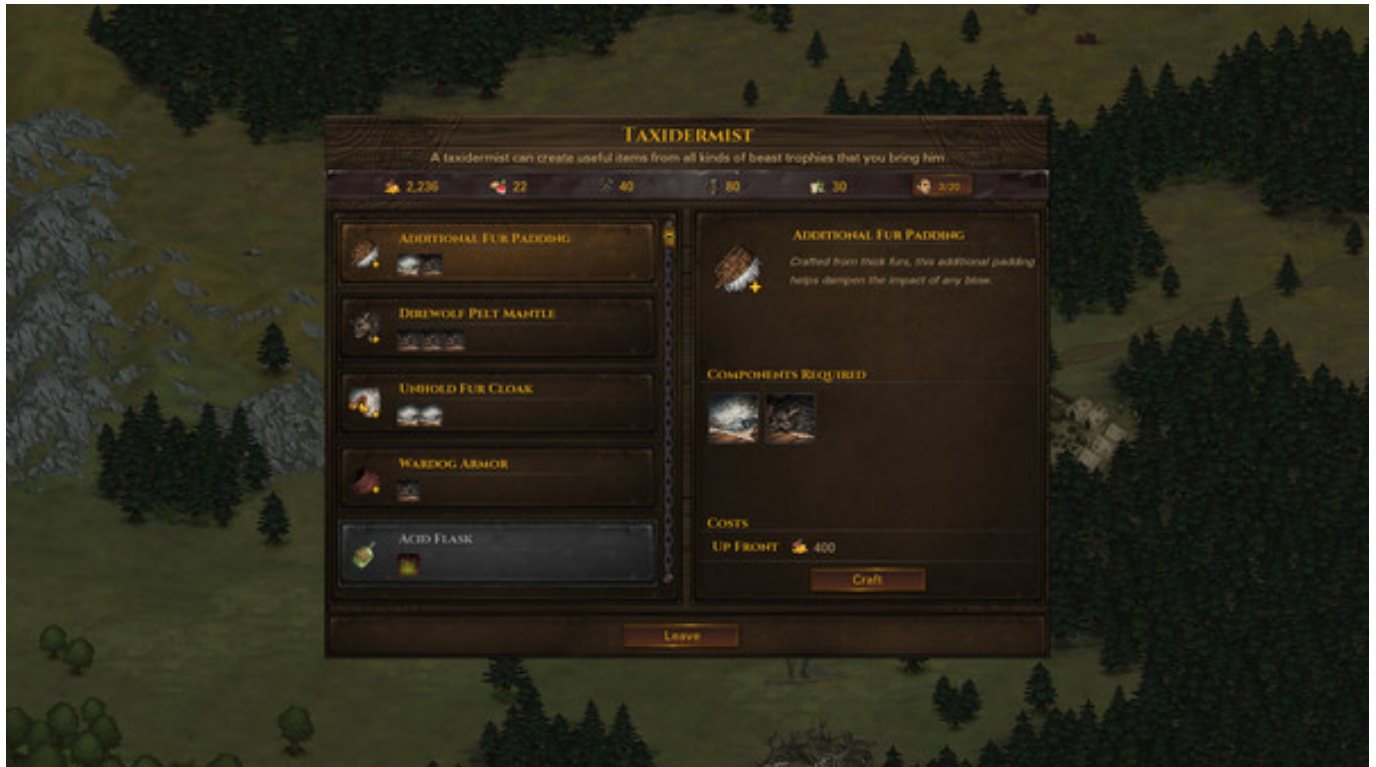 TAXIDERMIST
A taxidermist can create useful items from all kinds of beast trophies that you bring him
2,236 22 40 80 30 3/20
ADDITIONAL FUR PADDING
DIREWOLF PELT MANTLE
UNHOLD FUR CLOAK
WARDOG ARMOR
ACID FLASK
ADDITIONAL FUR PADDING
Crafted from thick furs, this additional padding
helps dampen the impact of any blow.
COMPONENTS REQUIRED
COSTS
UP FRONT 400
Craft
Leave